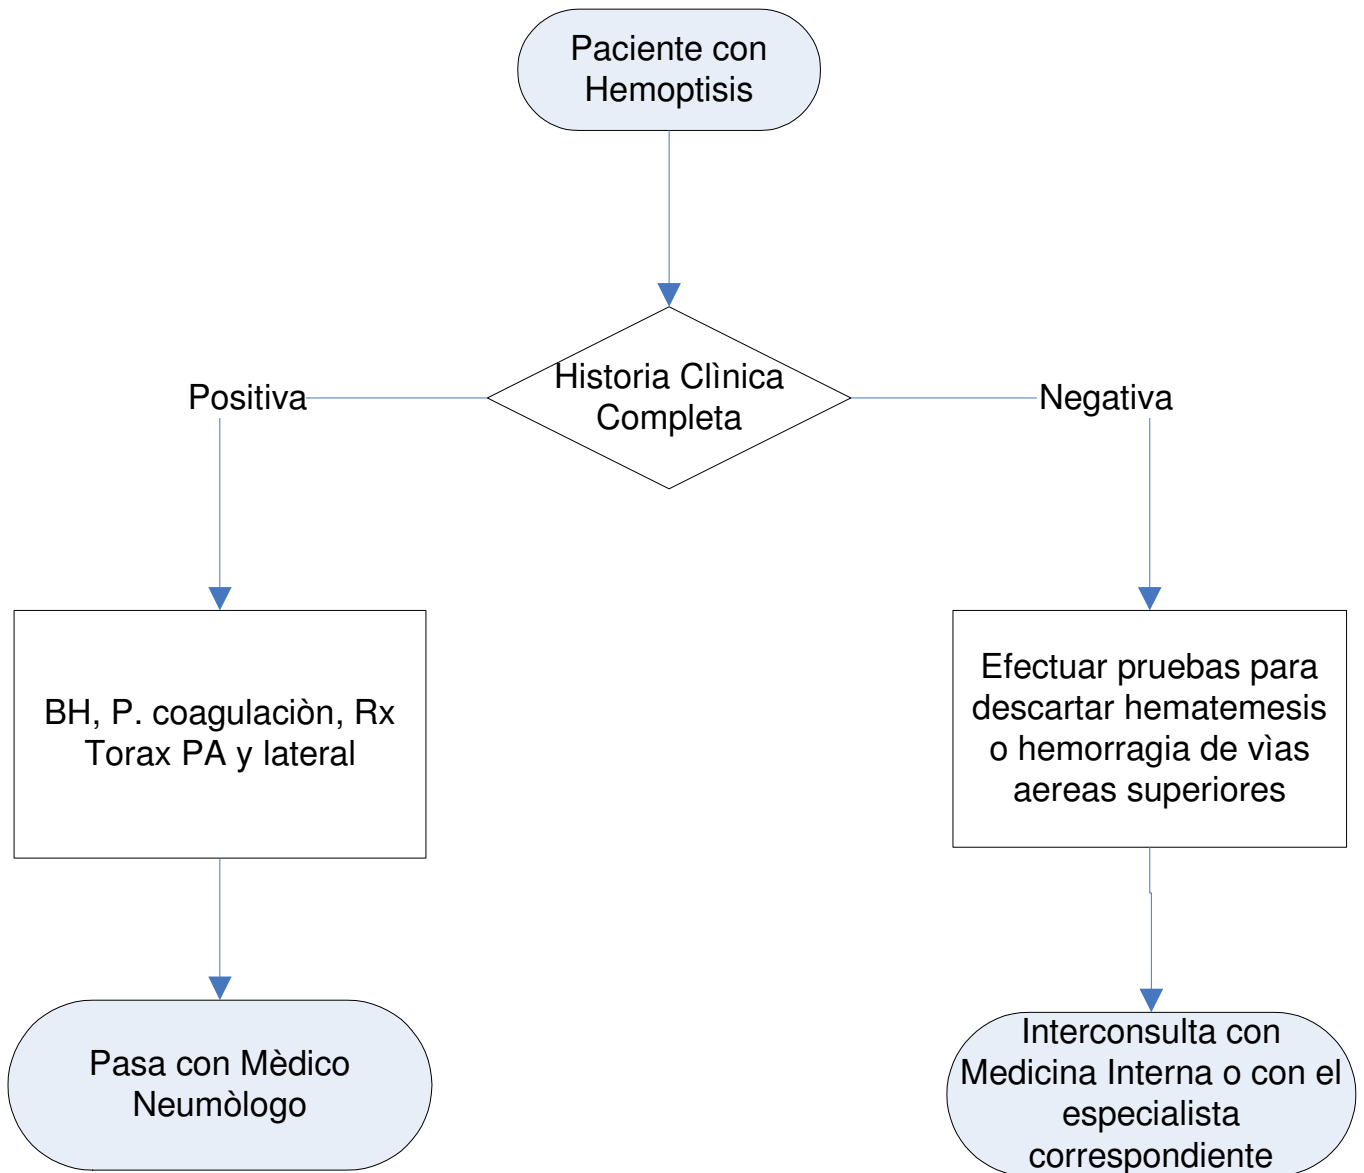 Paciente con
Hemoptisis
Historia Clìnica
Completa
Positiva
Negativa
BH, P. coagulaciòn, Rx
Torax PA y lateral
Efectuar pruebas para
descartar hematemesis
o hemorragia de vìas
aereas superiores
Pasa con Mèdico
Neumòlogo
Interconsulta con
Medicina Interna o con el
especialista
correspondiente